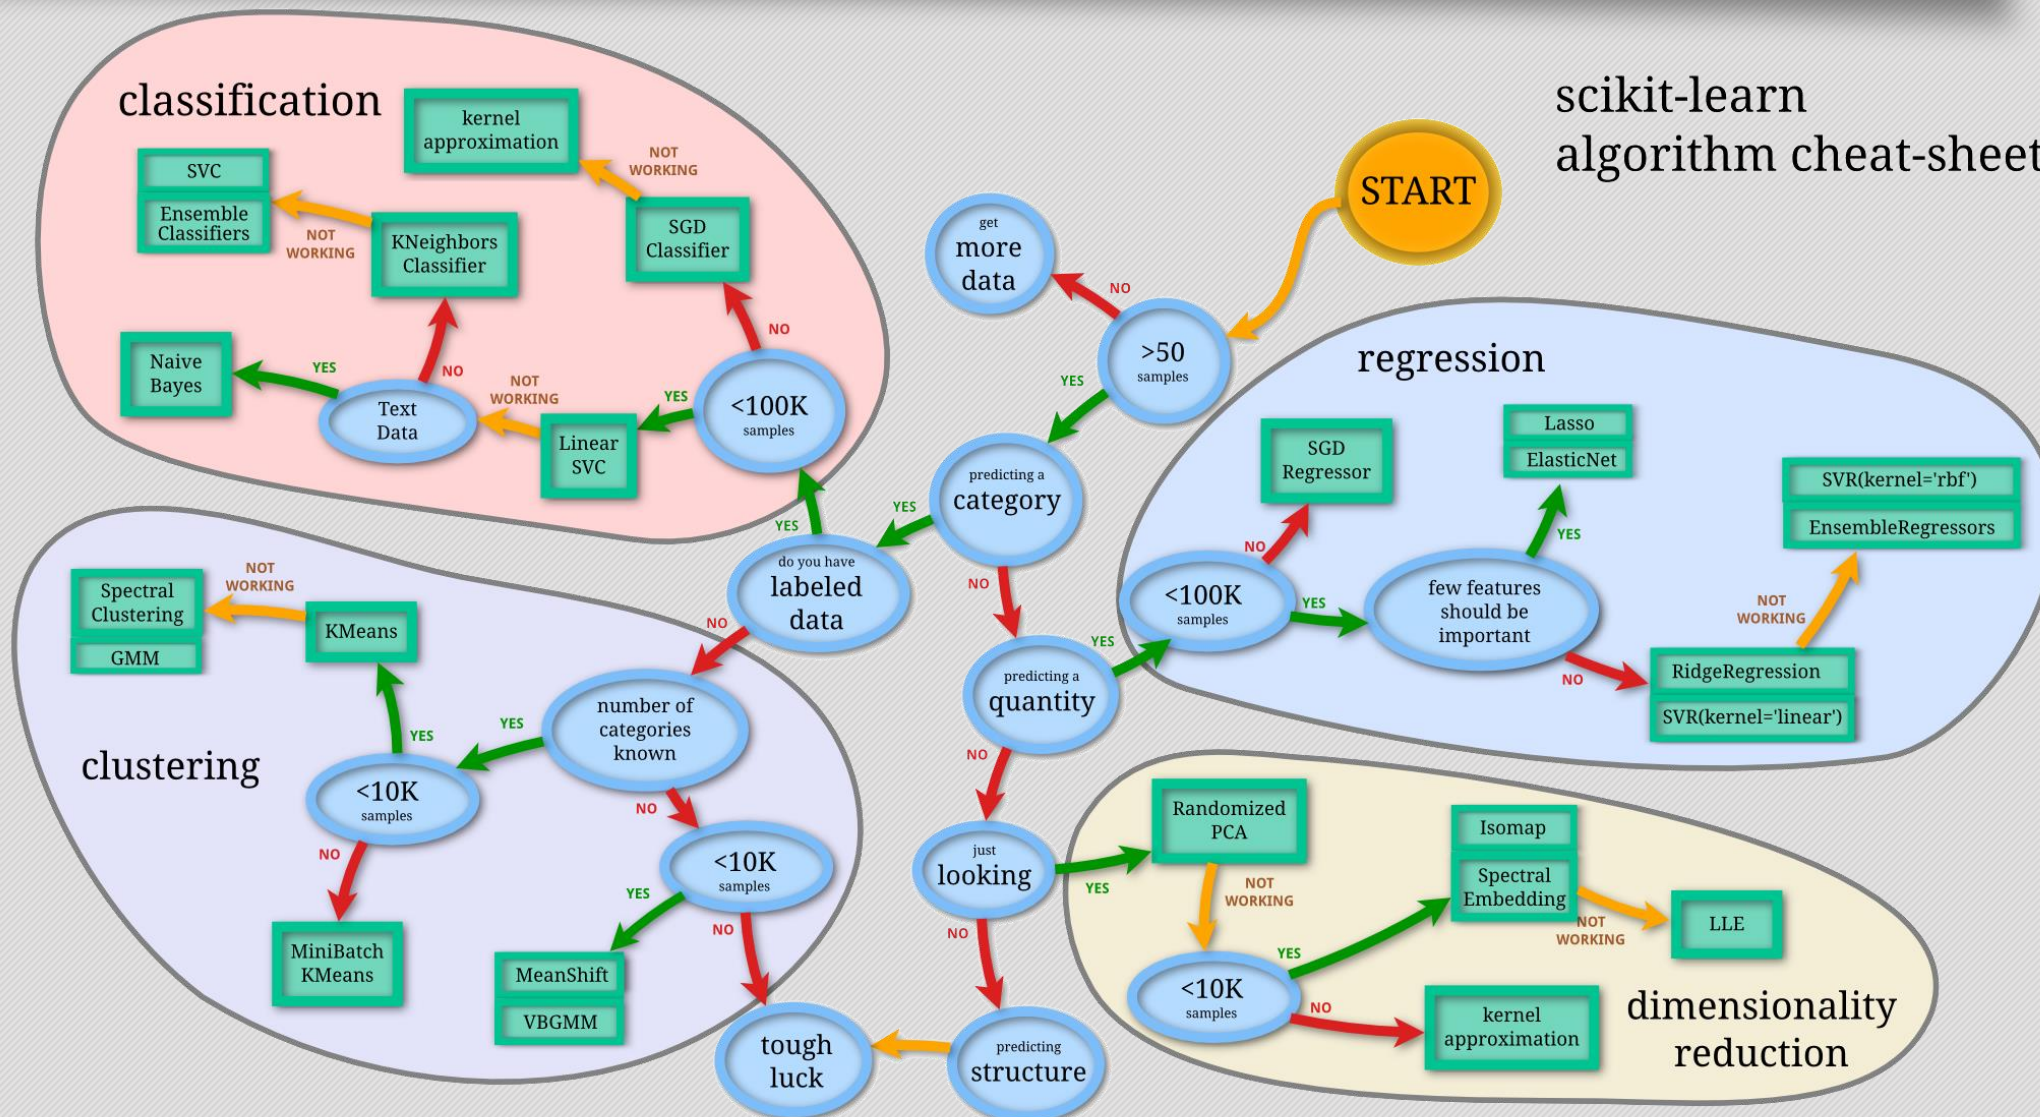 scikit-learn
algorithm cheat-sheet
START
>50
samples
NO
get
more
data
YES
predicting a
category
YES
do you have
labeled
data
YES
classification
<100K
samples
NO
SGD
Classifier
NOT
WORKING
kernel
approximation
YES
Linear
SVC
NOT
WORKING
Text
Data
YES
Naive
Bayes
NO
KNeighbors
Classifier
NOT
WORKING
SVC
Ensemble
Classifiers
NO
clustering
number of
categories
known
YES
<10K
samples
YES
KMeans
NOT
WORKING
Spectral
Clustering
GMM
NO
MiniBatch
KMeans
NO
<10K
samples
YES
MeanShift
VBGMM
NO
tough
luck
NO
predicting a
quantity
YES
regression
<100K
samples
NO
SGD
Regressor
YES
few features
should be
important
YES
Lasso
ElasticNet
NO
RidgeRegression
SVR(kernel='linear')
NOT
WORKING
SVR(kernel='rbf')
EnsembleRegressors
NO
just
looking
YES
dimensionality
reduction
Randomized
PCA
NOT
WORKING
<10K
samples
YES
Isomap
Spectral
Embedding
NOT
WORKING
LLE
NO
kernel
approximation
NO
predicting
structure